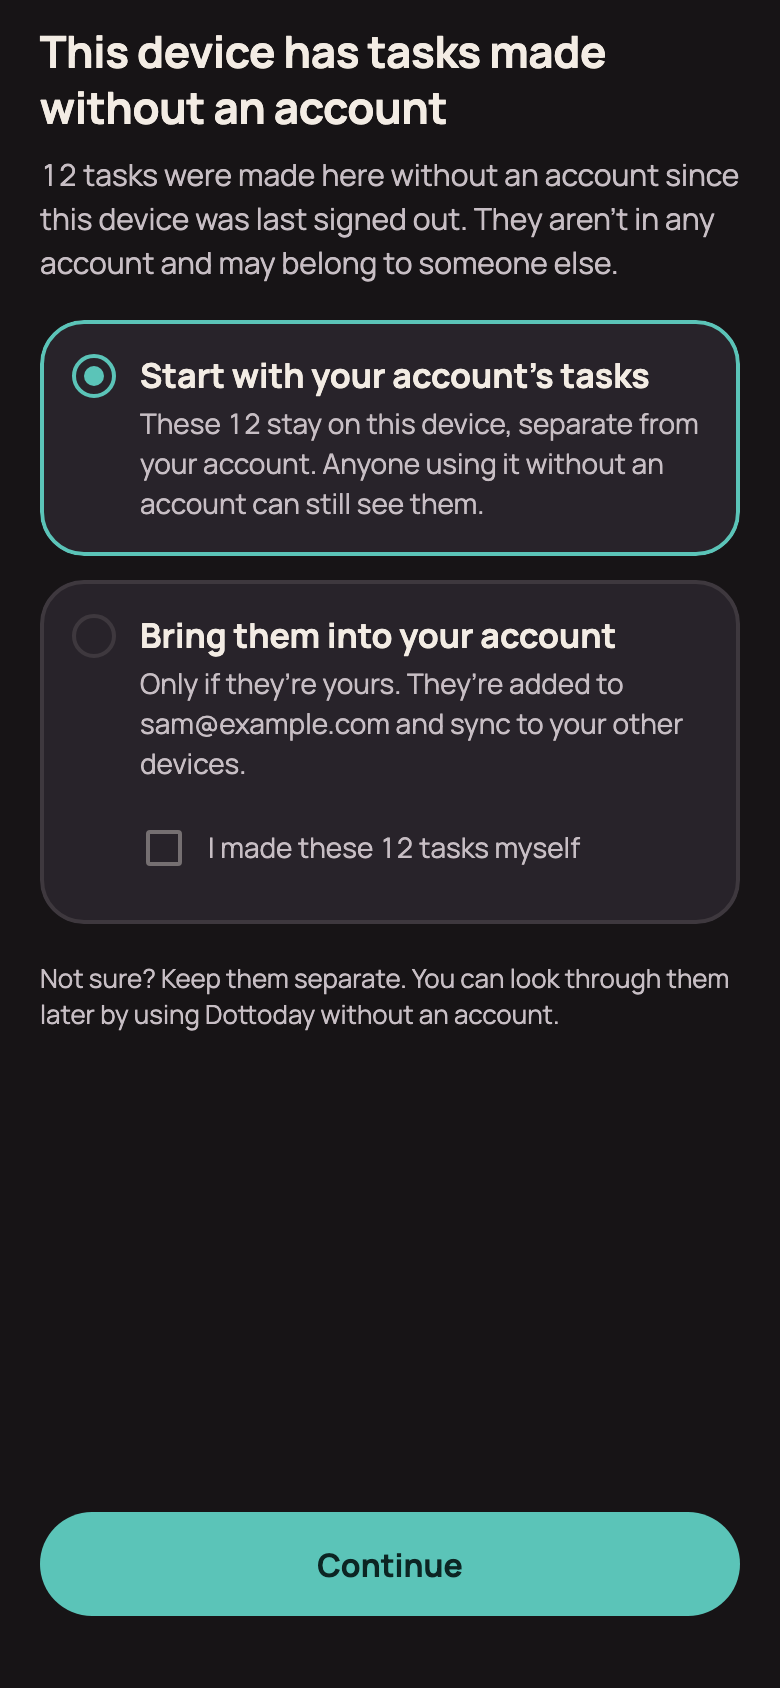 This device has tasks made
without an account
12 tasks were made here without an account since
this device was last signed out. They aren’t in any
account and may belong to someone else.
Start with your account’s tasks
These 12 stay on this device, separate from
your account. Anyone using it without an
account can still see them.
Bring them into your account
Only if they’re yours. They’re added to
sam@example.com and sync to your other
devices.
I made these 12 tasks myself
Not sure? Keep them separate. You can look through them
later by using Dottoday without an account.
Continue